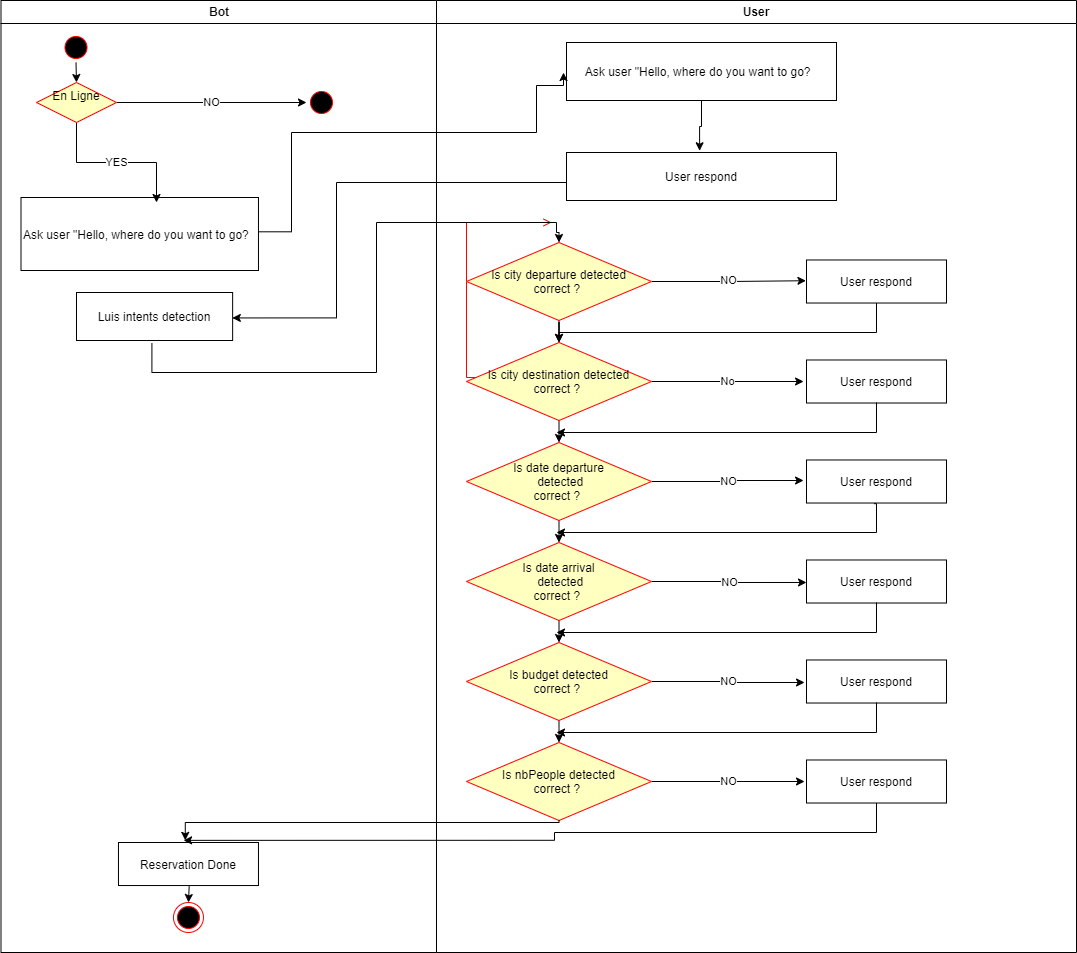 Bot
User
En Ligne
NO
YES
Ask user "Hello, where do you want to go?
Luis intents detection
Ask user "Hello, where do you want to go?
User respond
Is city departure detected
correct ?
NO
User respond
Is city destination detected
correct ?
No
User respond
Is date departure
detected
correct ?
NO
User respond
Is date arrival
detected
correct ?
NO
User respond
Is budget detected
correct ?
NO
User respond
Is nbPeople detected
correct ?
NO
User respond
Reservation Done